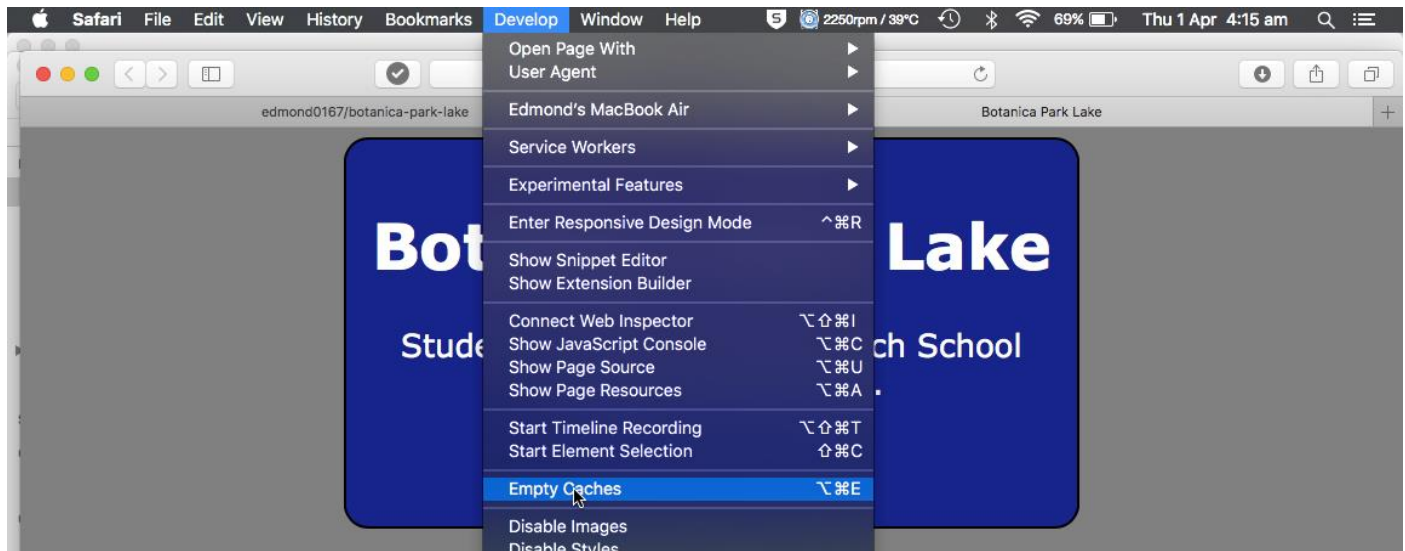 Safari File Edit View History Bookmarks Develop Window Help S 2250rpm / 39°C 69% Thu 1 Apr 4:15 am
edmond0167/botanica-park-lake Botanica Park Lake
Bot Lake
Stude ch School
.
Open Page With
User Agent
Edmond's MacBook Air
Service Workers
Experimental Features
Enter Responsive Design Mode ^⌘R
Show Snippet Editor
Show Extension Builder
Connect Web Inspector ⌥⇧⌘I
Show JavaScript Console ⌥⌘C
Show Page Source ⌥⌘U
Show Page Resources ⌥⌘A
Start Timeline Recording ⌥⇧⌘T
Start Element Selection ⇧⌘C
Empty Caches ⌥⌘E
Disable Images
Disable Styles